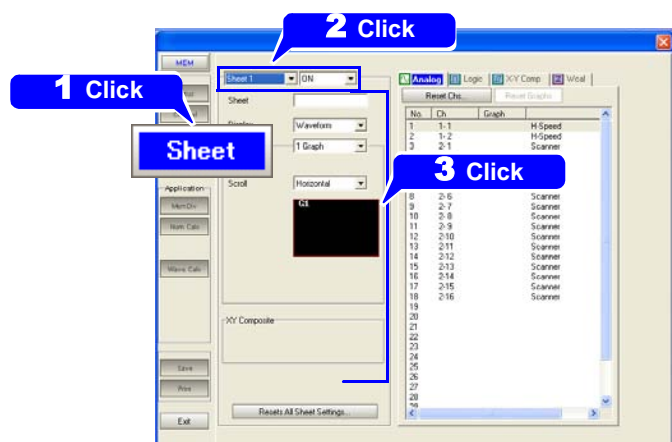 2 Click
MEM
1 Click
Sheet 1 ON
Analog Logic X-Y Comp Wcal
Reset Chs... Reset Graphs
Sheet
Display Waveform
1 Graph
Scroll Horizontal
G1
Sheet
3 Click
Application
Mem Div
Num Calc
Wave Calc
Save
Print
Exit
XY Composite
Resets All Sheet Settings...
No. Ch Graph
1 1- 1 H-Speed
2 1- 2 H-Speed
3 2- 1 Scanner
8 2- 6 Scanner
9 2- 7 Scanner
10 2- 8 Scanner
11 2- 9 Scanner
12 2-10 Scanner
13 2-11 Scanner
14 2-12 Scanner
15 2-13 Scanner
16 2-14 Scanner
17 2-15 Scanner
18 2-16 Scanner
19
20
21
22
23
24
25
26
27
28